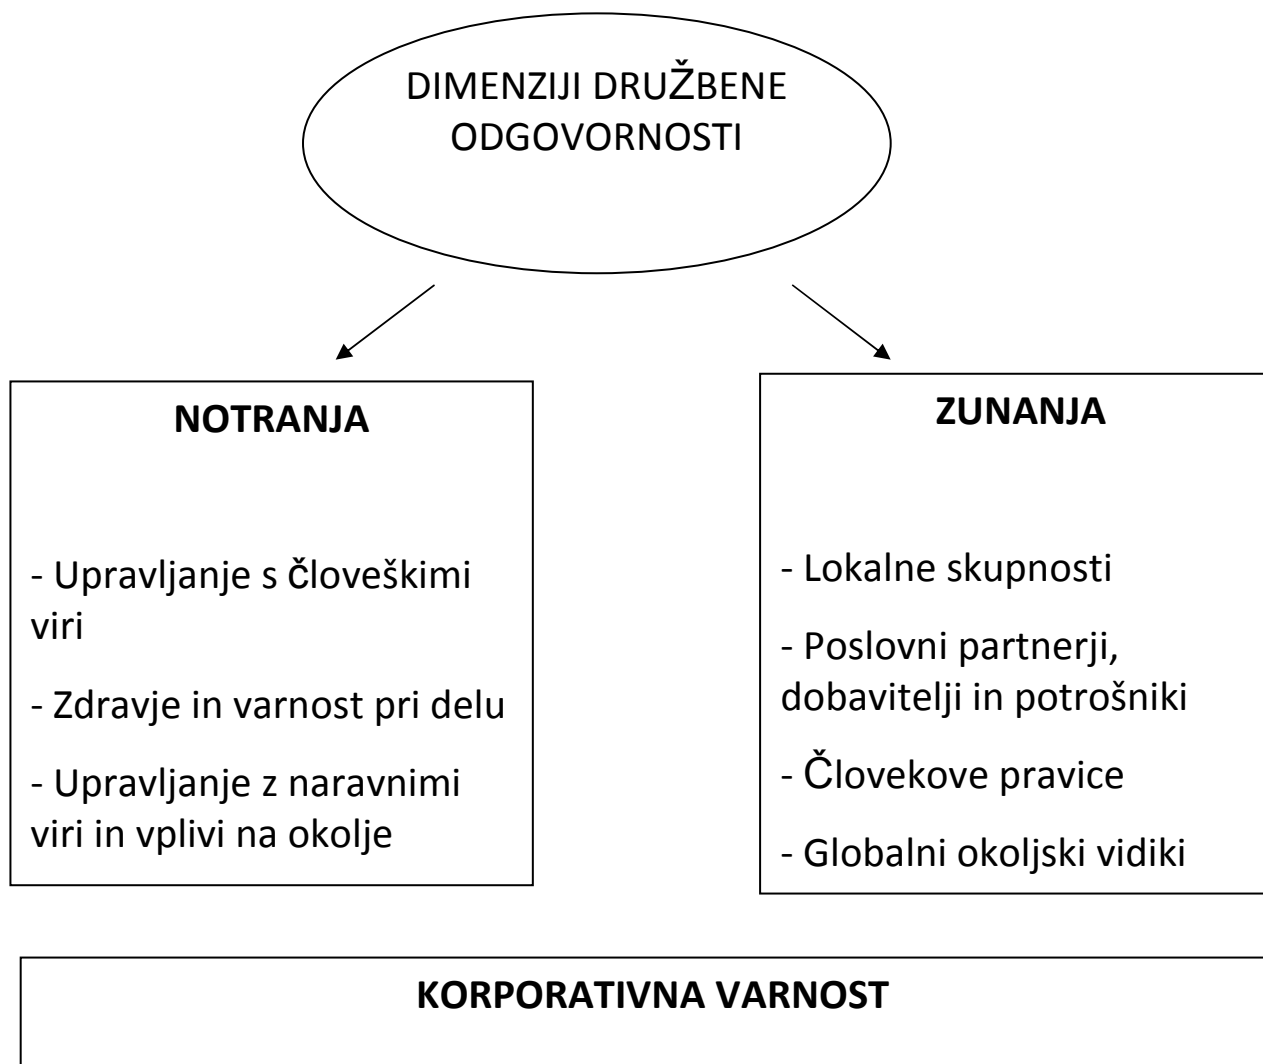 DIMENZIJI DRUŽBENE
ODGOVORNOSTI
NOTRANJA
- Upravljanje s človeškimi
viri
- Zdravje in varnost pri delu
- Upravljanje z naravnimi
viri in vplivi na okolje
ZUNANJA
- Lokalne skupnosti
- Poslovni partnerji,
dobavitelji in potrošniki
- Človekove pravice
- Globalni okoljski vidiki
KORPORATIVNA VARNOST